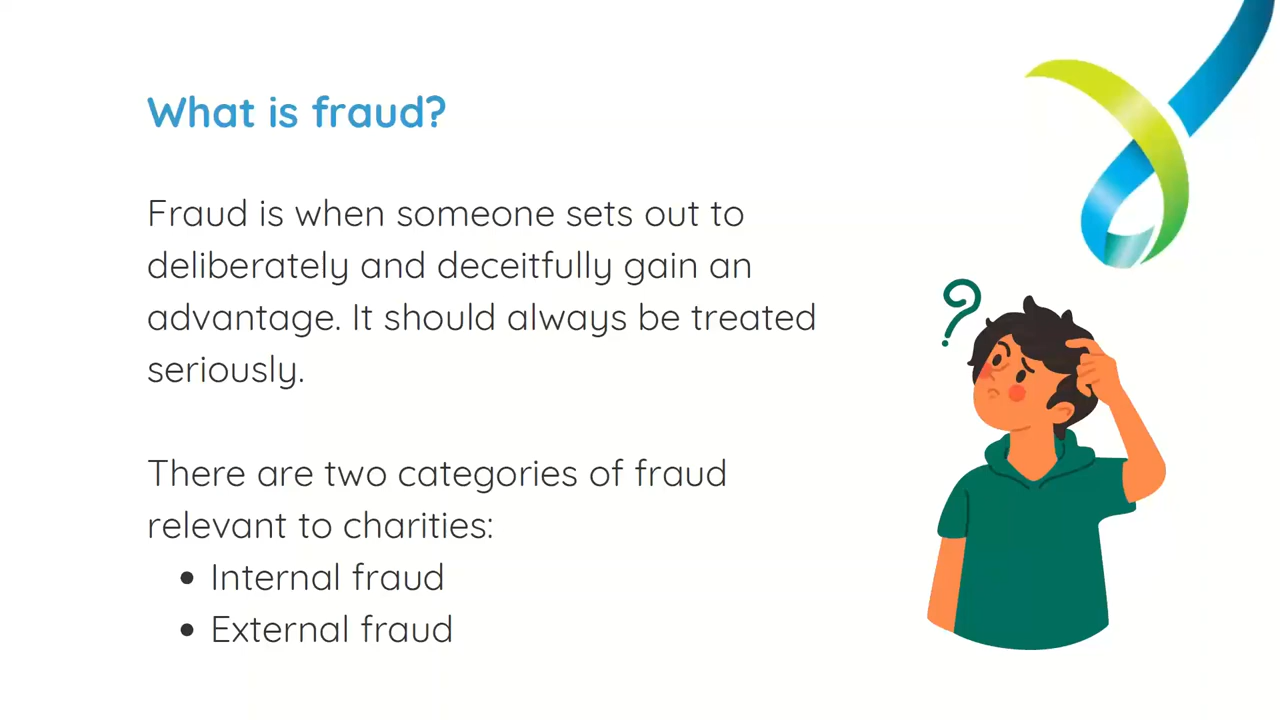 What is fraud?
Fraud is when someone sets out to
deliberately and deceitfully gain an
advantage. It should always be treated
seriously.
There are two categories of fraud
relevant to charities:
• Internal fraud
• External fraud